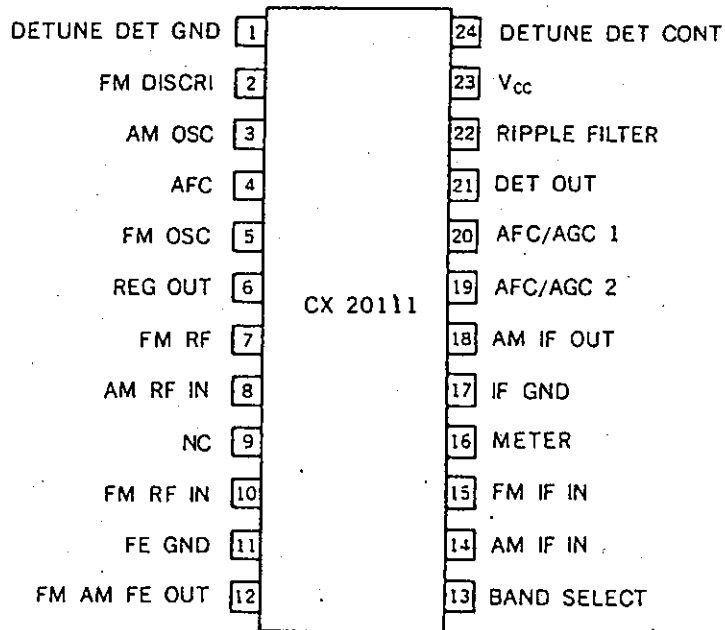 DETUNE DET GND 1 24 DETUNE DET CONT
FM DISCRI 2 23 Vcc
AM OSC 3 22 RIPPLE FILTER
AFC 4 21 DET OUT
FM OSC 5 20 AFC/AGC 1
REG OUT 6 19 AFC/AGC 2
CX 20111
FM RF 7 18 AM IF OUT
AM RF IN 8 17 IF GND
NC 9 16 METER
FM RF IN 10 15 FM IF IN
FE GND 11 14 AM IF IN
FM AM FE OUT 12 13 BAND SELECT